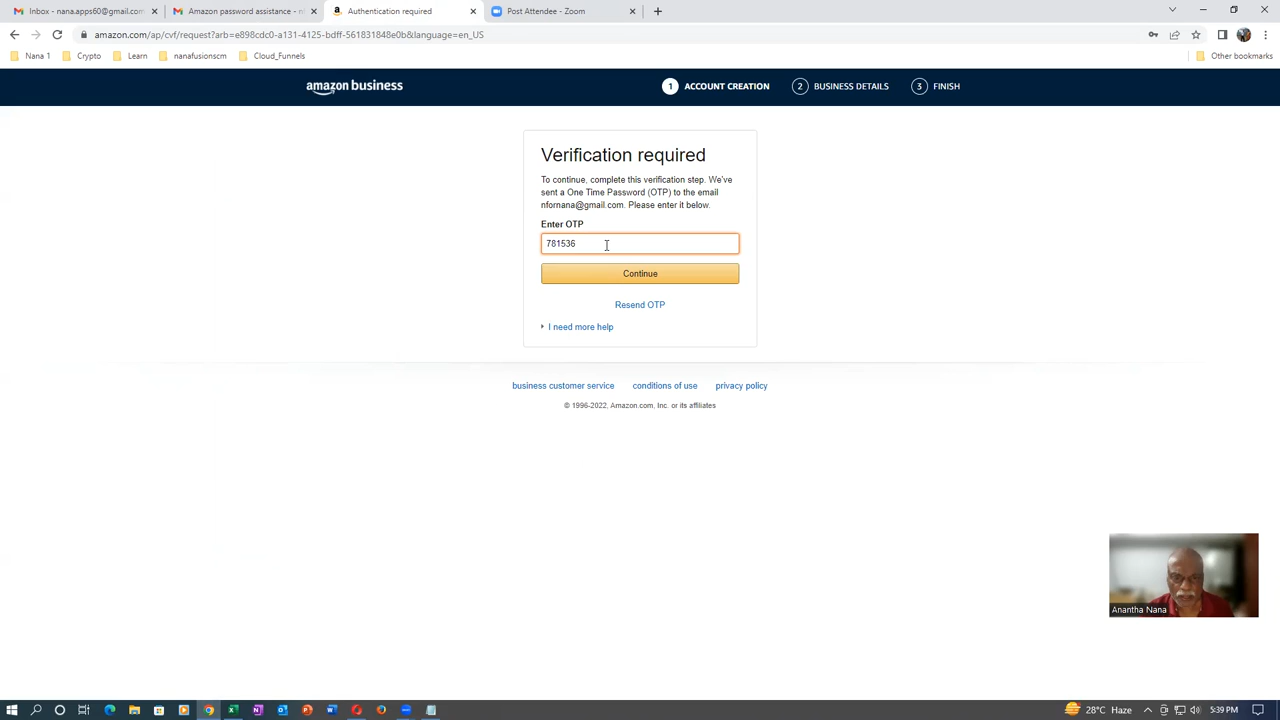 Inbox - nana.apps60@gmail.com
Amazon password assistance - n
Authentication required
Post Attendee - Zoom
amazon.com/ap/cvf/request?arb=e898cdc0-a131-4125-bdff-561831848e0b&language=en_US
Nana 1
Crypto
Learn
nanafusionscm
Cloud_Funnels
Other bookmarks
amazon business
1 ACCOUNT CREATION
2 BUSINESS DETAILS
3 FINISH
Verification required
To continue, complete this verification step. We've
sent a One Time Password (OTP) to the email
nfornana@gmail.com. Please enter it below.
Enter OTP
781536
Continue
Resend OTP
I need more help
business customer service
conditions of use
privacy policy
© 1996-2022, Amazon.com, Inc. or its affiliates
Anantha Nana
28°C Haze
5:39 PM